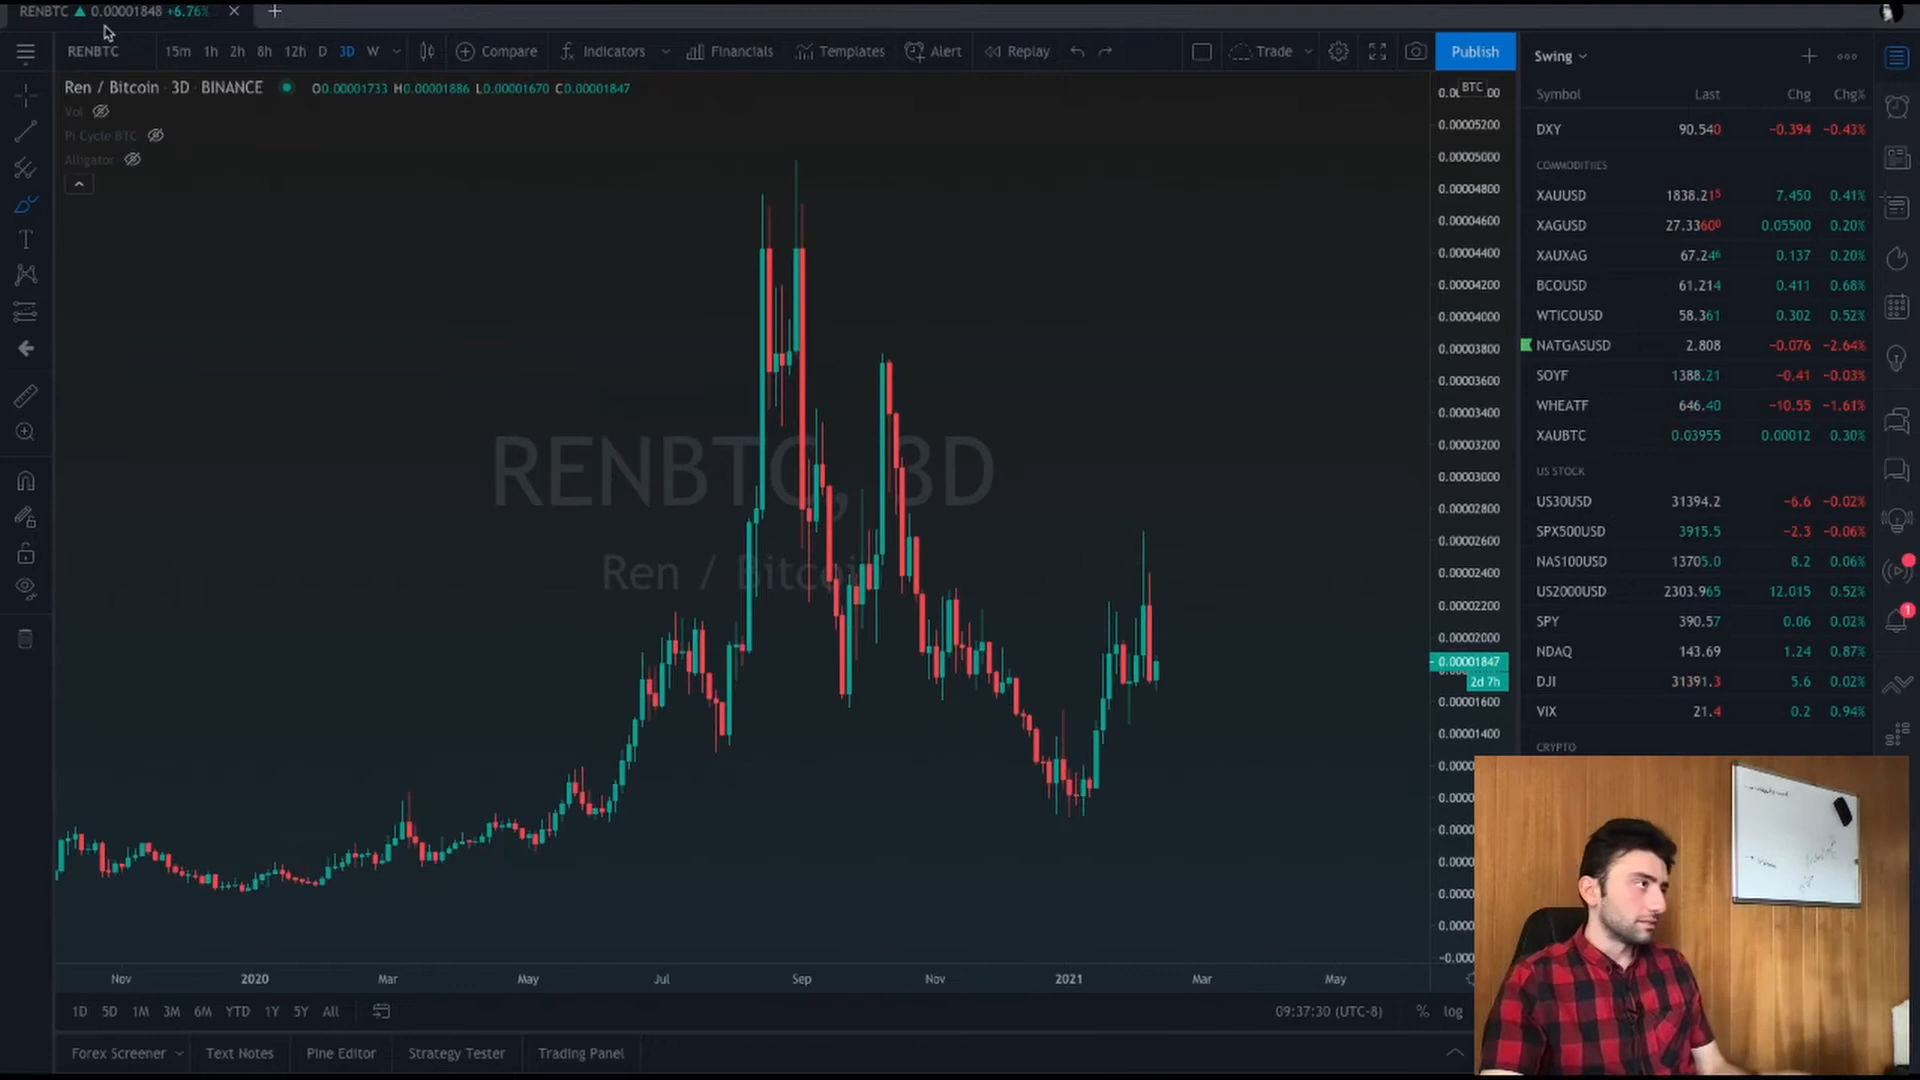 RENBTC ▲ 0.00001848 +6.76%
RENBTC 15m 1h 2h 8h 12h D 3D W Compare Indicators Financials Templates Alert Replay Trade Publish
Ren / Bitcoin · 3D · BINANCE O0.00001733 H0.00001886 L0.00001670 C0.00001847
Vol
Pi Cycle BTC
Alligator
RENBTC, 3D
Ren / Bitcoin
BTC
0.00005200
0.00005000
0.00004800
0.00004600
0.00004400
0.00004200
0.00004000
0.00003800
0.00003600
0.00003400
0.00003200
0.00003000
0.00002800
0.00002600
0.00002400
0.00002200
0.00002000
0.00001847
2d 7h
0.00001600
0.00001400
Nov 2020 Mar May Jul Sep Nov 2021 Mar May
1D 5D 1M 3M 6M YTD 1Y 5Y All 09:37:30 (UTC-8) % log
Forex Screener Text Notes Pine Editor Strategy Tester Trading Panel
Swing
Symbol Last Chg Chg%
DXY 90.540 −0.394 −0.43%
COMMODITIES
XAUUSD 1838.215 7.450 0.41%
XAGUSD 27.33600 0.05500 0.20%
XAUXAG 67.246 0.137 0.20%
BCOUSD 61.214 0.411 0.68%
WTICOUSD 58.361 0.302 0.52%
NATGASUSD 2.808 −0.076 −2.64%
SOYF 1388.21 −0.41 −0.03%
WHEATF 646.40 −10.55 −1.61%
XAUBTC 0.03955 0.00012 0.30%
US STOCK
US30USD 31394.2 −6.6 −0.02%
SPX500USD 3915.5 −2.3 −0.06%
NAS100USD 13705.0 8.2 0.06%
US2000USD 2303.965 12.015 0.52%
SPY 390.57 0.06 0.02%
NDAQ 143.69 1.24 0.87%
DJI 31391.3 5.6 0.02%
VIX 21.4 0.2 0.94%
CRYPTO
1